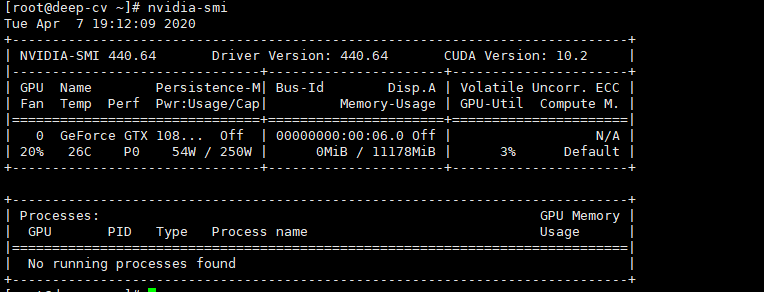 [root@deep-cv ~]# nvidia-smi
Tue Apr  7 19:12:09 2020
+-----------------------------------------------------------------------------+
| NVIDIA-SMI 440.64       Driver Version: 440.64       CUDA Version: 10.2     |
|-------------------------------+----------------------+----------------------+
| GPU  Name        Persistence-M| Bus-Id        Disp.A | Volatile Uncorr. ECC |
| Fan  Temp  Perf  Pwr:Usage/Cap|         Memory-Usage | GPU-Util  Compute M. |
|===============================+======================+======================|
|   0  GeForce GTX 108...  Off  | 00000000:00:06.0 Off |                  N/A |
| 20%   26C    P0    54W / 250W |      0MiB / 11178MiB |      3%      Default |
+-------------------------------+----------------------+----------------------+

+-----------------------------------------------------------------------------+
| Processes:                                                       GPU Memory |
|  GPU       PID   Type   Process name                             Usage      |
|=============================================================================|
|  No running processes found                                                 |
+-----------------------------------------------------------------------------+